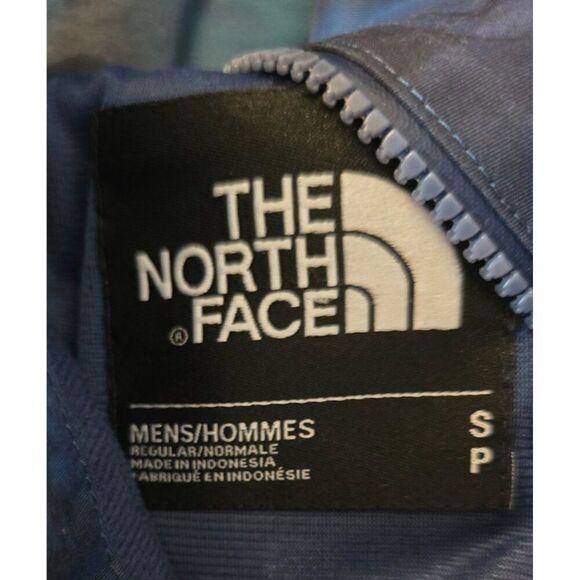 THE
NORTH
® FACE
MENS/HOMMES S
REGULAR/NORMALE P
MADE IN INDONESIA
FABRIQUÉ EN INDONÉSIE